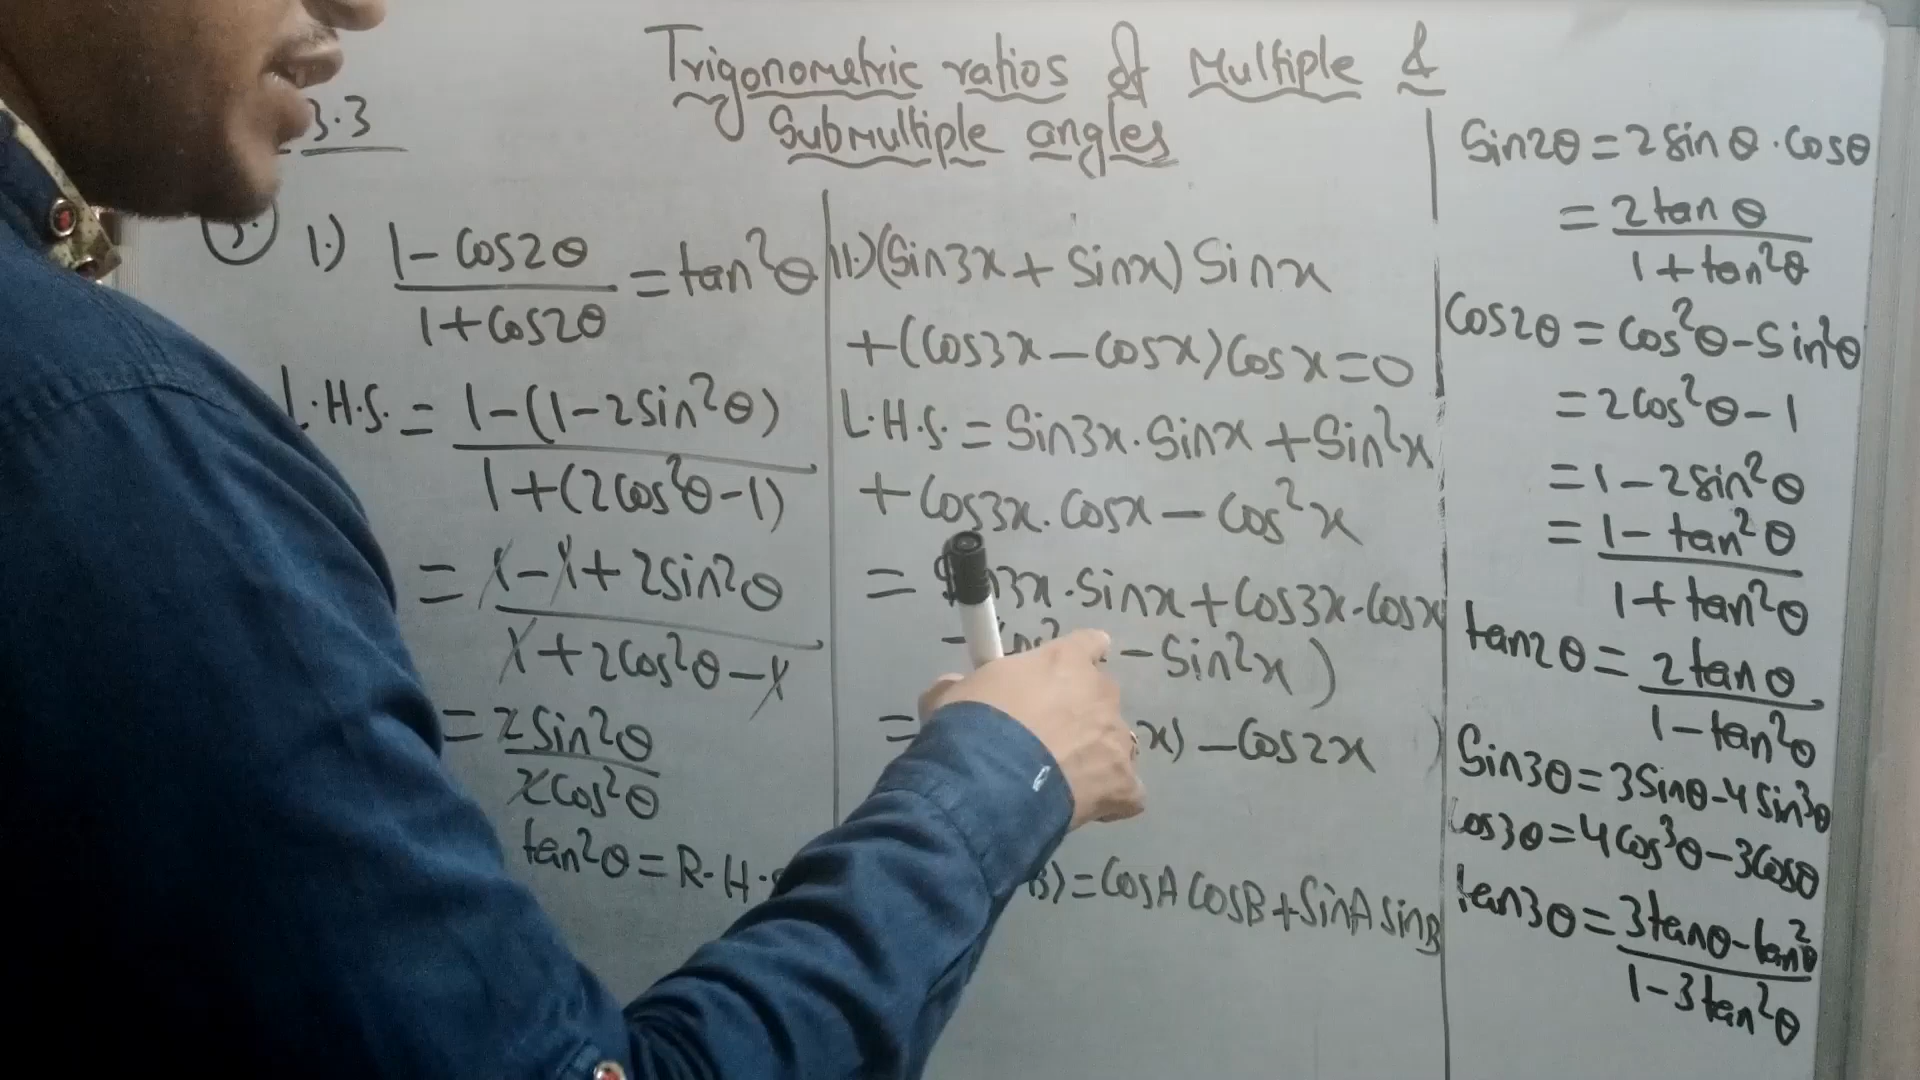 Trigonometric ratios of Multiple &
Submultiple angles
3.3
1.) 1-cos2θ / 1+cos2θ = tan²θ
L.H.S. = 1-(1-2sin²θ) / 1+(2cos²θ-1)
= 1-1+2sin²θ / 1+2cos²θ-1
= 2sin²θ / 2cos²θ
tan²θ = R.H.
11.) (Sin3x + Sinx) Sinx
+(cos3x-cosx)cosx=0
L.H.S. = Sin3x.Sinx + Sin²x
+ cos3x.cosx - cos²x
= 3x.Sinx + cos3x.cosx
- -Sin²x)
= x) - cos2x
B) = cosA cosB + SinA sinB
Sin2θ = 2sinθ.cosθ
= 2tanθ / 1+tan²θ
cos2θ = cos²θ-Sin²θ
= 2cos²θ-1
= 1-2sin²θ
= 1-tan²θ / 1+tan²θ
tan2θ = 2tanθ / 1-tan²θ
Sin3θ = 3Sinθ-4Sin³θ
cos3θ = 4cos³θ-3cosθ
tan3θ = 3tanθ-tan²θ / 1-3tan²θ